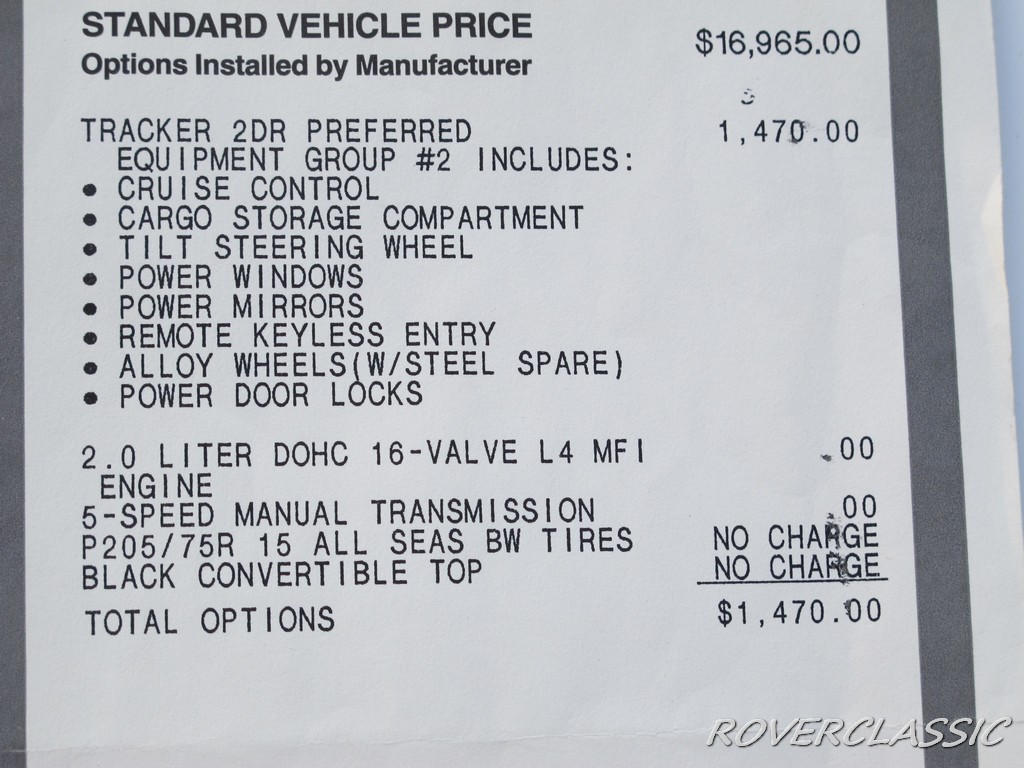 STANDARD VEHICLE PRICE $16,965.00
Options Installed by Manufacturer
TRACKER 2DR PREFERRED 1,470.00
EQUIPMENT GROUP #2 INCLUDES:
• CRUISE CONTROL
• CARGO STORAGE COMPARTMENT
• TILT STEERING WHEEL
• POWER WINDOWS
• POWER MIRRORS
• REMOTE KEYLESS ENTRY
• ALLOY WHEELS(W/STEEL SPARE)
• POWER DOOR LOCKS
2.0 LITER DOHC 16-VALVE L4 MFI .00
ENGINE
5-SPEED MANUAL TRANSMISSION .00
P205/75R 15 ALL SEAS BW TIRES NO CHARGE
BLACK CONVERTIBLE TOP NO CHARGE
TOTAL OPTIONS $1,470.00
ROVERCLASSIC